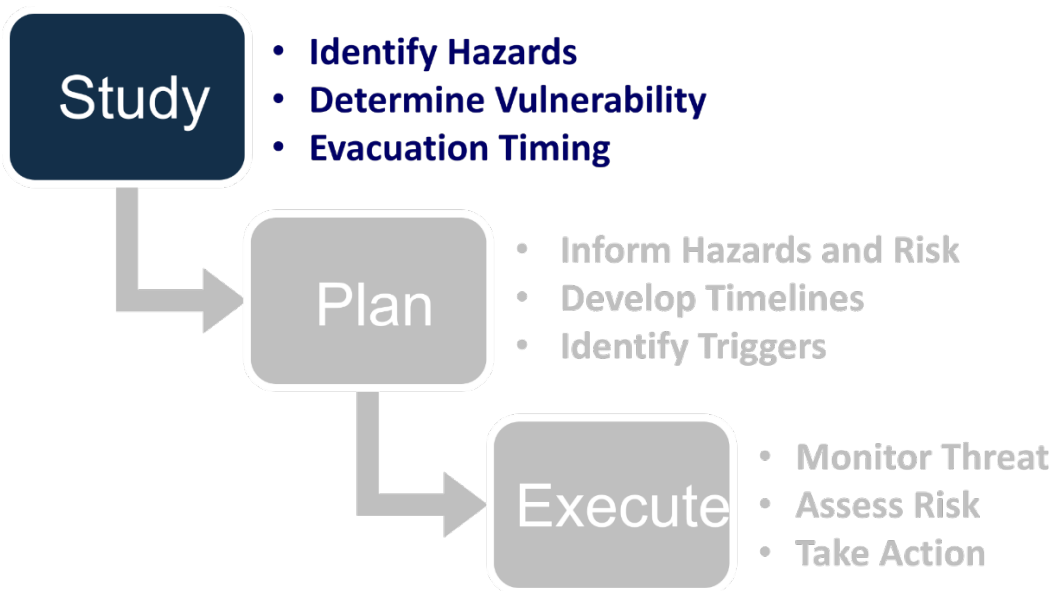 Study
• Identify Hazards
• Determine Vulnerability
• Evacuation Timing
Plan
• Inform Hazards and Risk
• Develop Timelines
• Identify Triggers
Execute
• Monitor Threat
• Assess Risk
• Take Action